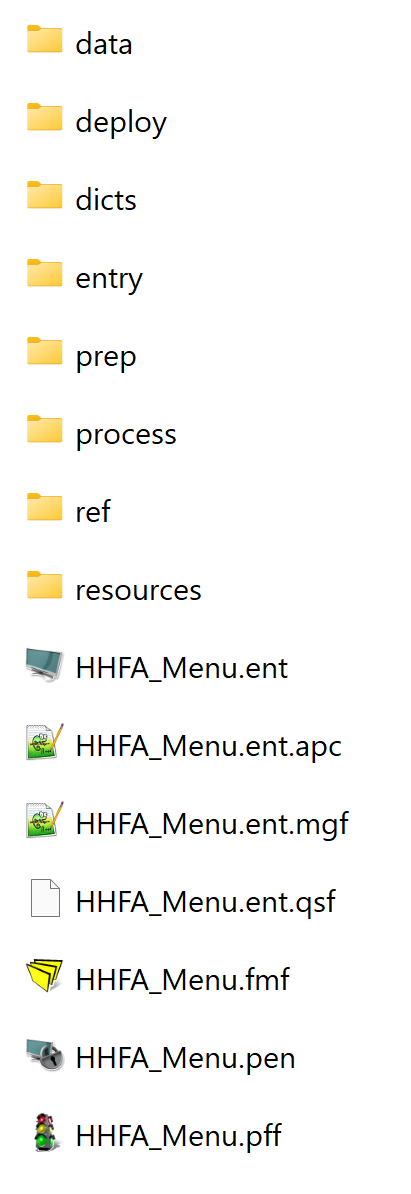 data
deploy
dicts
entry
prep
process
ref
resources
HHFA_Menu.ent
HHFA_Menu.ent.apc
HHFA_Menu.ent.mgf
HHFA_Menu.ent.qsf
HHFA_Menu.fmf
HHFA_Menu.pen
HHFA_Menu.pff